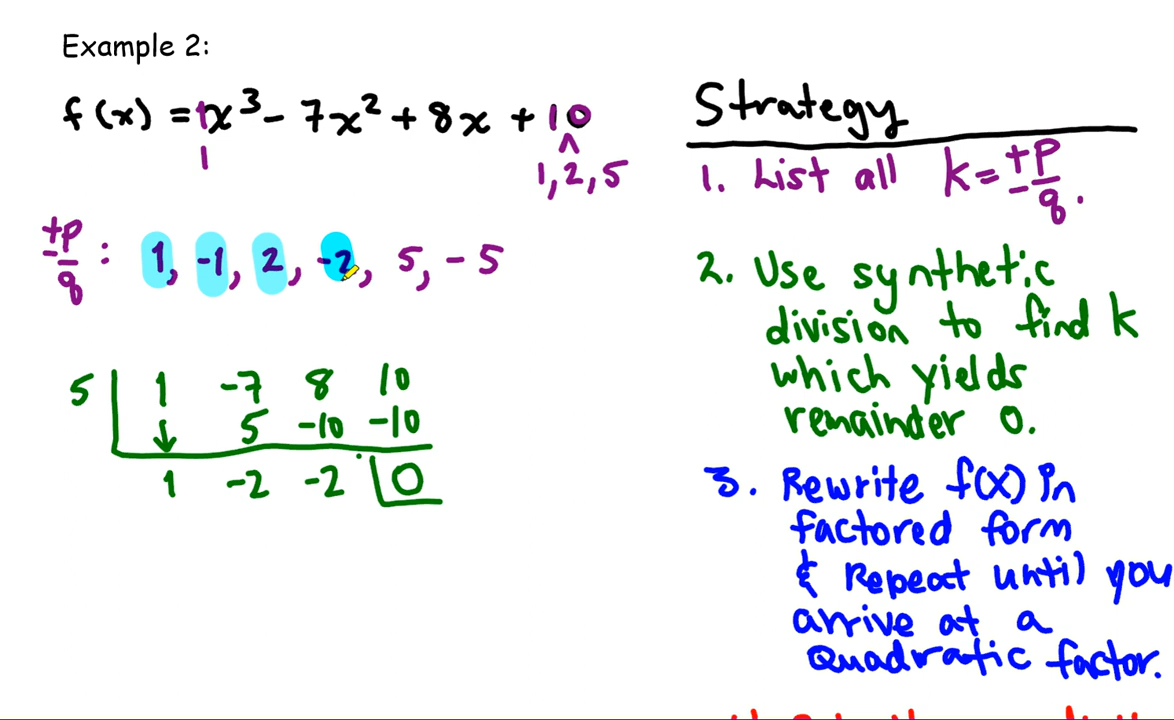 Example 2:
f(x) = 1x³ - 7x² + 8x + 10
1
1, 2, 5
±p/q : 1, -1, 2, -2, 5, -5
5 | 1 -7 8 10
5 -10 -10
1 -2 -2 | 0
Strategy
1. List all k = ±p/q.
2. Use synthetic
division to find k
which yields
remainder 0.
3. Rewrite f(x) in
factored form
& Repeat until you
arrive at a
Quadratic factor.